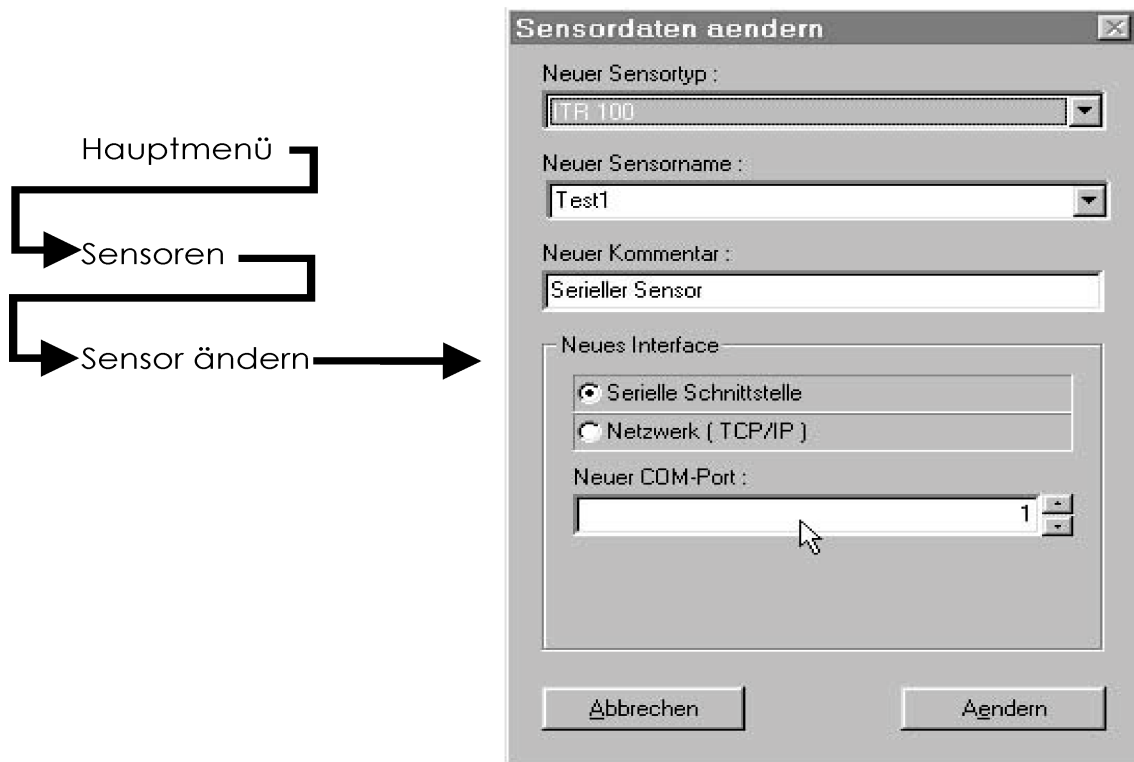 Hauptmenü
Sensoren
Sensor ändern
Sensordaten aendern
Neuer Sensortyp :
ITR 100
Neuer Sensorname :
Test1
Neuer Kommentar :
Serieller Sensor
Neues Interface
Serielle Schnittstelle
Netzwerk ( TCP/IP )
Neuer COM-Port :
1
Abbrechen
Aendern